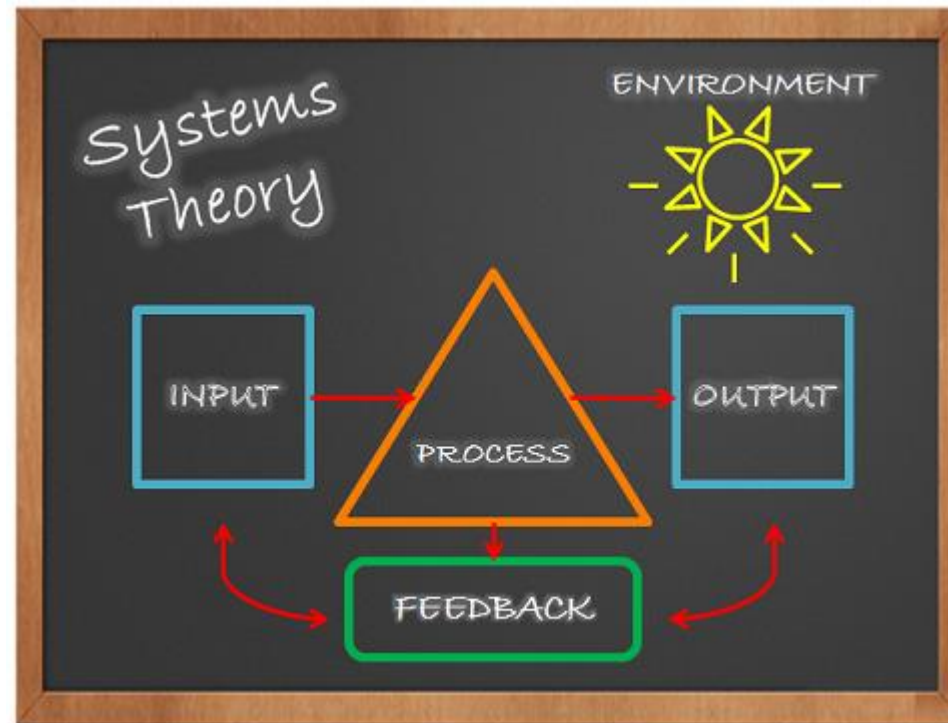 Systems
Theory
ENVIRONMENT
INPUT
PROCESS
OUTPUT
FEEDBACK